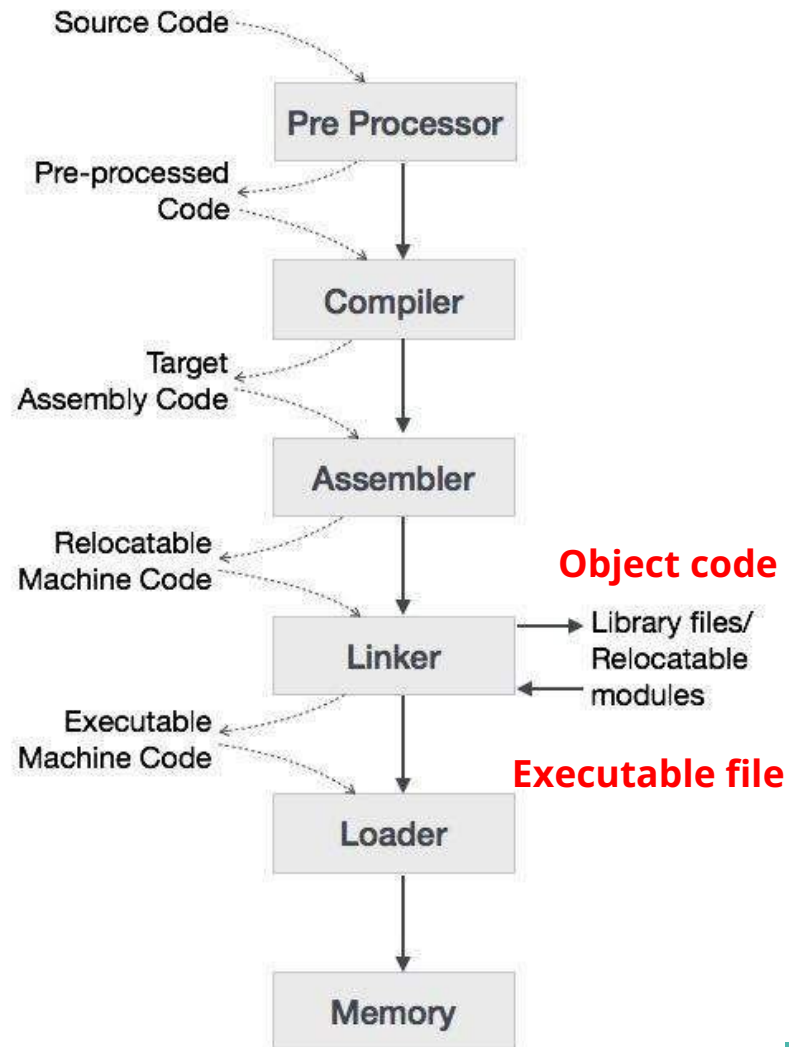 Source Code
Pre Processor
Pre-processed
Code
Compiler
Target
Assembly Code
Assembler
Relocatable
Machine Code
Object code
Library files/
Relocatable
modules
Linker
Executable
Machine Code
Executable file
Loader
Memory